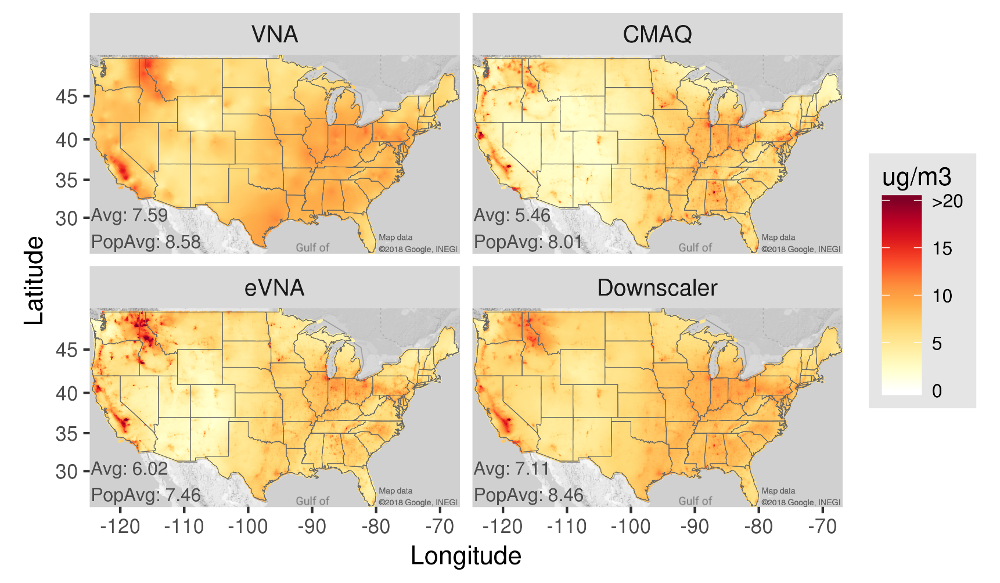 VNA
CMAQ
45
40
35
30
Avg: 7.59
PopAvg: 8.58
Gulf of
Map data
©2018 Google, INEGI
Avg: 5.46
PopAvg: 8.01
Gulf of
Map data
©2018 Google, INEGI
Latitude
eVNA
Downscaler
45
40
35
30
Avg: 6.02
PopAvg: 7.46
Gulf of
Map data
©2018 Google, INEGI
Avg: 7.11
PopAvg: 8.46
Gulf of
Map data
©2018 Google, INEGI
-120 -110 -100 -90 -80 -70
-120 -110 -100 -90 -80 -70
Longitude
ug/m3
>20
15
10
5
0